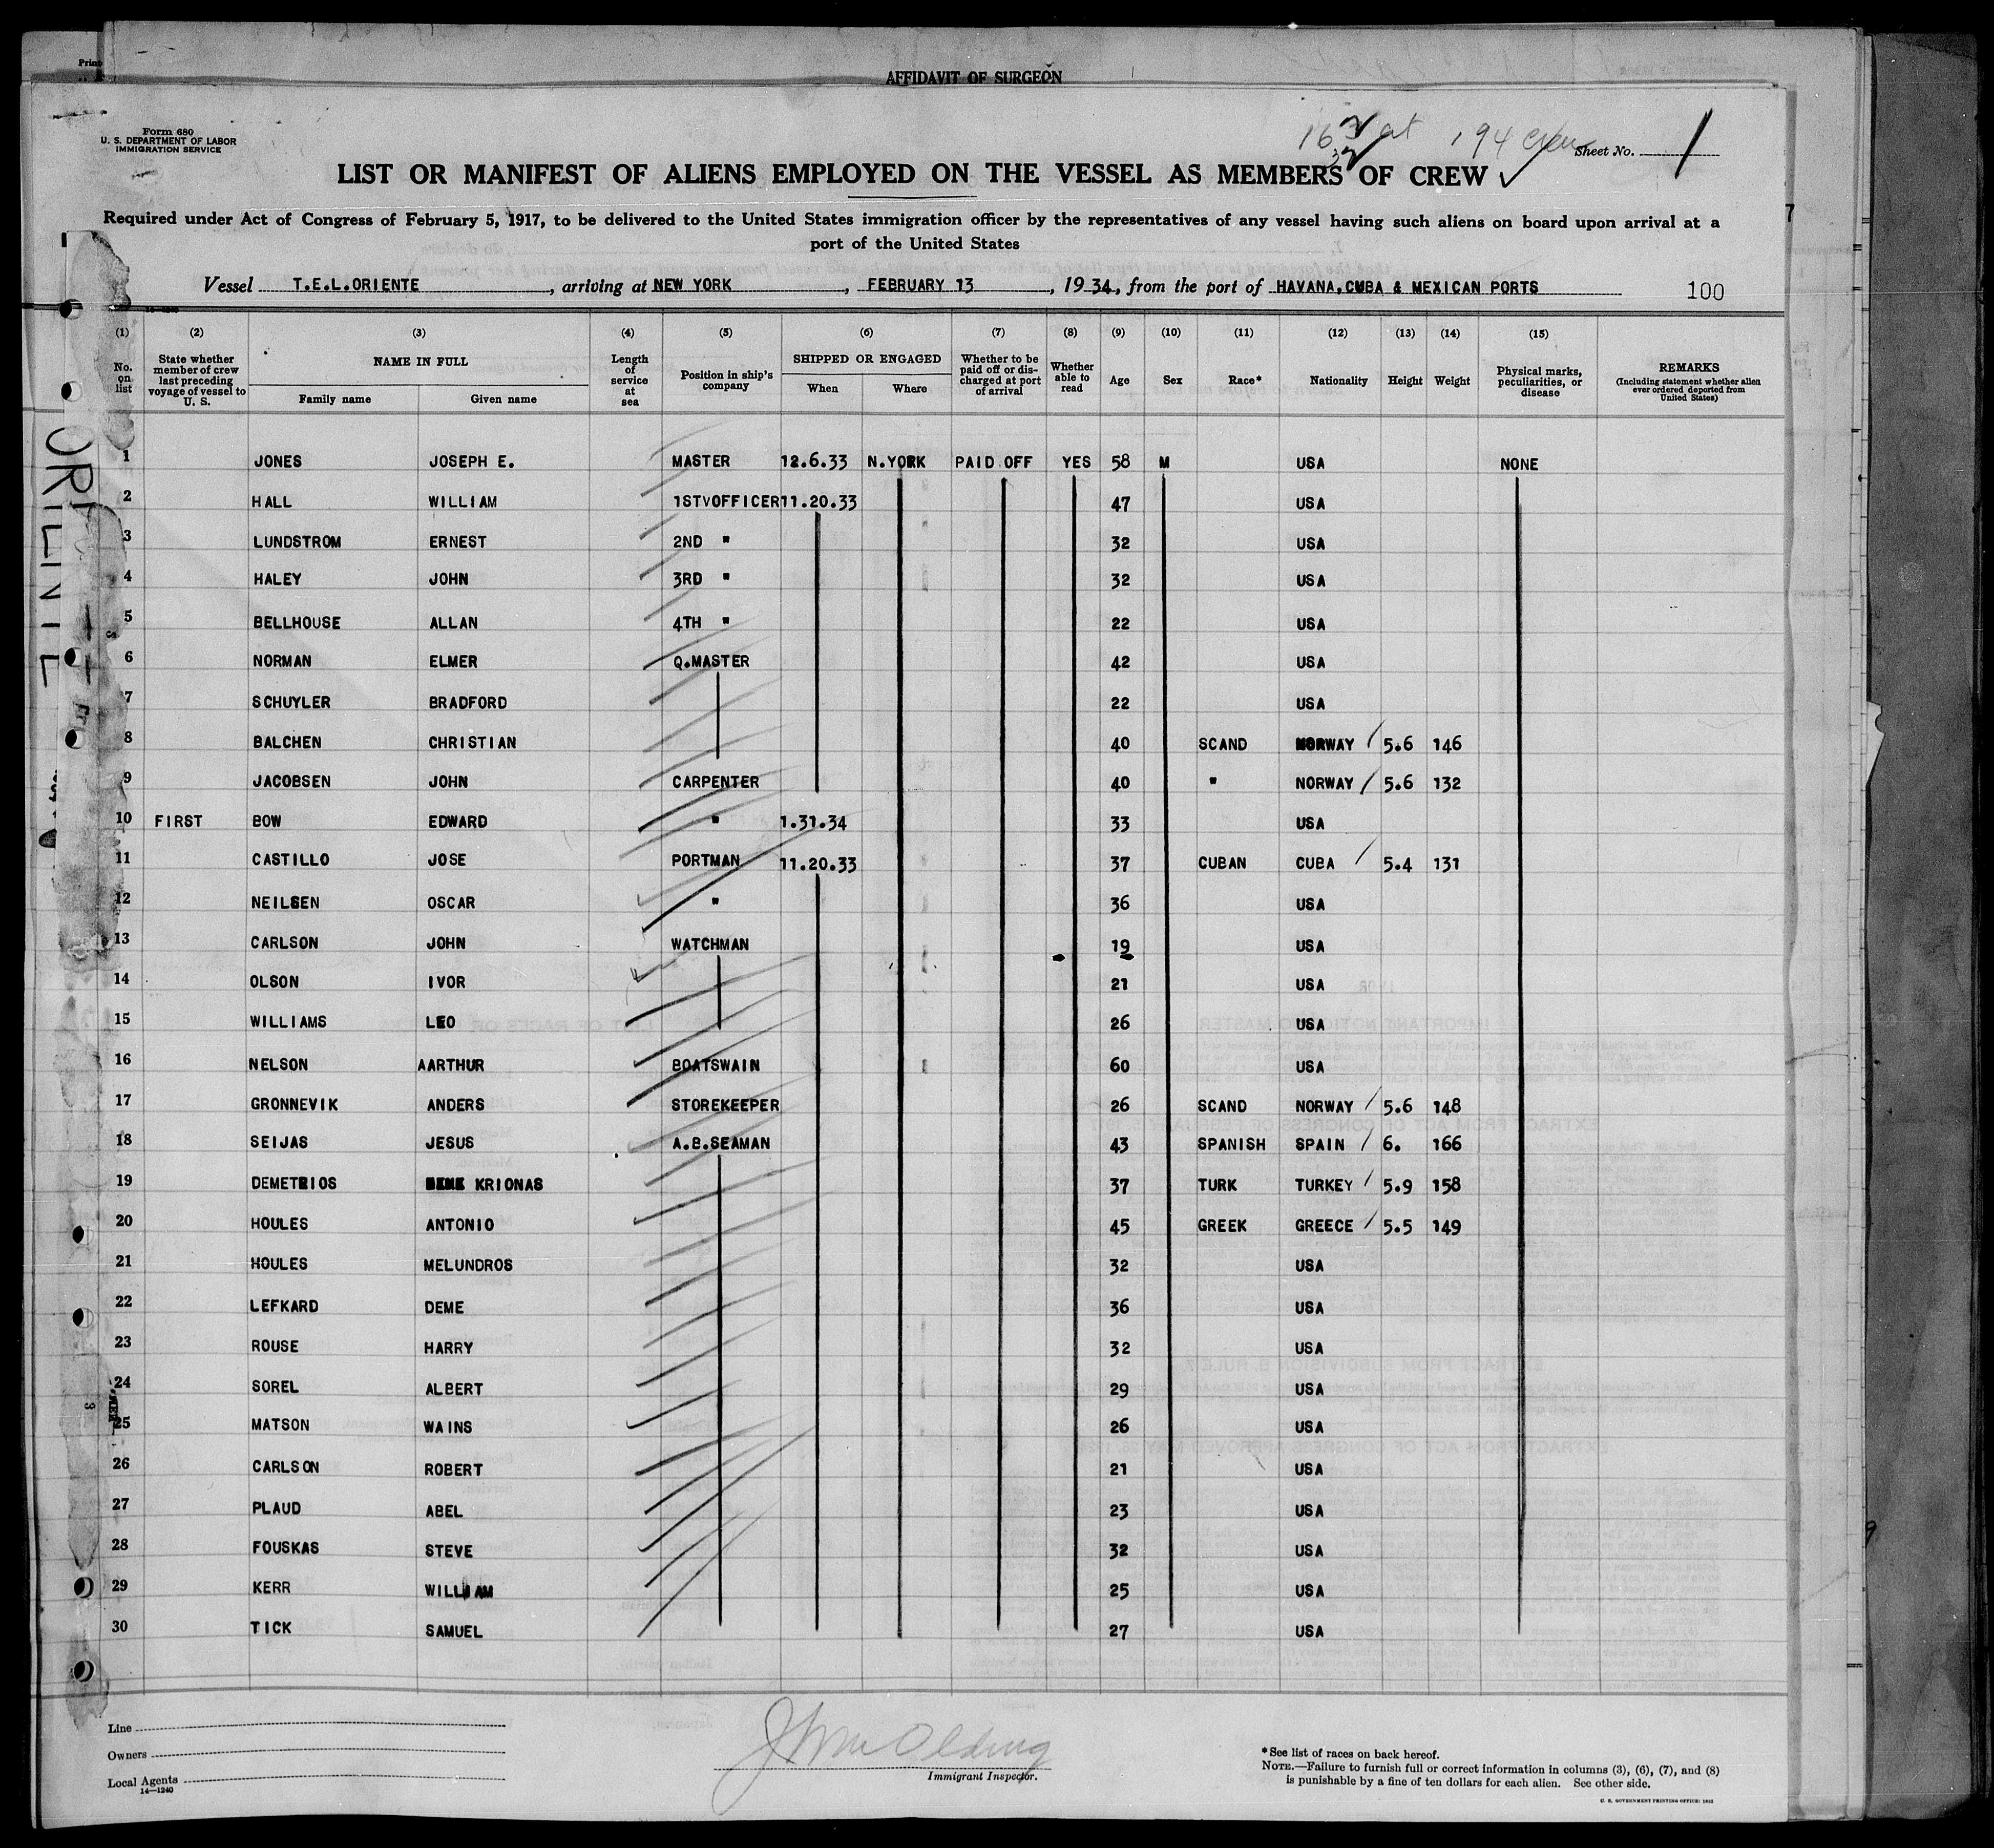 AFFIDAVIT OF SURGEON
Form 680
U. S. DEPARTMENT OF LABOR
IMMIGRATION SERVICE
194 Crew
Sheet No. 1
LIST OR MANIFEST OF ALIENS EMPLOYED ON THE VESSEL AS MEMBERS OF CREW
Required under Act of Congress of February 5, 1917, to be delivered to the United States immigration officer by the representatives of any vessel having such aliens on board upon arrival at a
port of the United States
Vessel T.E.L.ORIENTE, arriving at NEW YORK, FEBRUARY 13, 1934, from the port of HAVANA,CUBA & MEXICAN PORTS 100
(1) (2) (3) (4) (5) (6) (7) (8) (9) (10) (11) (12) (13) (14) (15)
No. on list State whether member of crew last preceding voyage of vessel to U. S. NAME IN FULL Family name Given name Length of service at sea Position in ship's company SHIPPED OR ENGAGED When Where Whether to be paid off or discharged at port of arrival Whether able to read Age Sex Race* Nationality Height Weight Physical marks, peculiarities, or disease REMARKS (Including statement whether alien ever ordered deported from United States)
1 JONES JOSEPH E. MASTER 12.6.33 N.YORK PAID OFF YES 58 M USA NONE
2 HALL WILLIAM 1STVOFFICER 11.20.33 47 USA
3 LUNDSTROM ERNEST 2ND " 32 USA
4 HALEY JOHN 3RD " 32 USA
5 BELLHOUSE ALLAN 4TH " 22 USA
6 NORMAN ELMER Q.MASTER 42 USA
7 SCHUYLER BRADFORD 22 USA
8 BALCHEN CHRISTIAN 40 SCAND NORWAY / 5.6 146
9 JACOBSEN JOHN CARPENTER 40 " NORWAY / 5.6 132
10 FIRST BOW EDWARD " 1.31.34 33 USA
11 CASTILLO JOSE PORTMAN 11.20.33 37 CUBAN CUBA / 5.4 131
12 NEILSEN OSCAR " 36 USA
13 CARLSON JOHN WATCHMAN 19 USA
14 OLSON IVOR 21 USA
15 WILLIAMS LEO 26 USA
16 NELSON AARTHUR BOATSWAIN 60 USA
17 GRONNEVIK ANDERS STOREKEEPER 26 SCAND NORWAY / 5.6 148
18 SEIJAS JESUS A.B.SEAMAN 43 SPANISH SPAIN / 6. 166
19 DEMETRIOS KRIONAS 37 TURK TURKEY / 5.9 158
20 HOULES ANTONIO 45 GREEK GREECE / 5.5 149
21 HOULES MELUNDROS 32 USA
22 LEFKARD DEME 36 USA
23 ROUSE HARRY 32 USA
24 SOREL ALBERT 29 USA
25 MATSON WAINS 26 USA
26 CARLSON ROBERT 21 USA
27 PLAUD ABEL 23 USA
28 FOUSKAS STEVE 32 USA
29 KERR WILLIAM 25 USA
30 TICK SAMUEL 27 USA
Line
Owners
Local Agents
14—1240
Immigrant Inspector.
*See list of races on back hereof.
NOTE.—Failure to furnish full or correct information in columns (3), (6), (7), and (8)
is punishable by a fine of ten dollars for each alien. See other side.